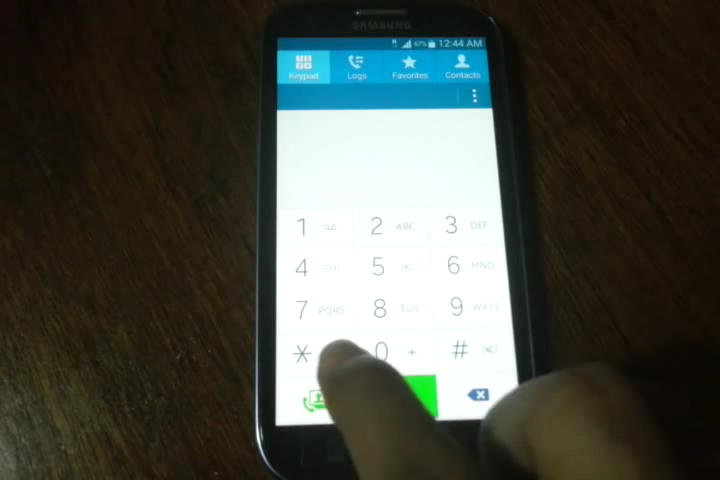 SAMSUNG
67% 12:44 AM
Keypad Logs Favorites Contacts
1 2 ABC 3 DEF
4 GHI 5 JKL 6 MNO
7 PQRS 8 TUV 9 WXYZ
* 0 + #